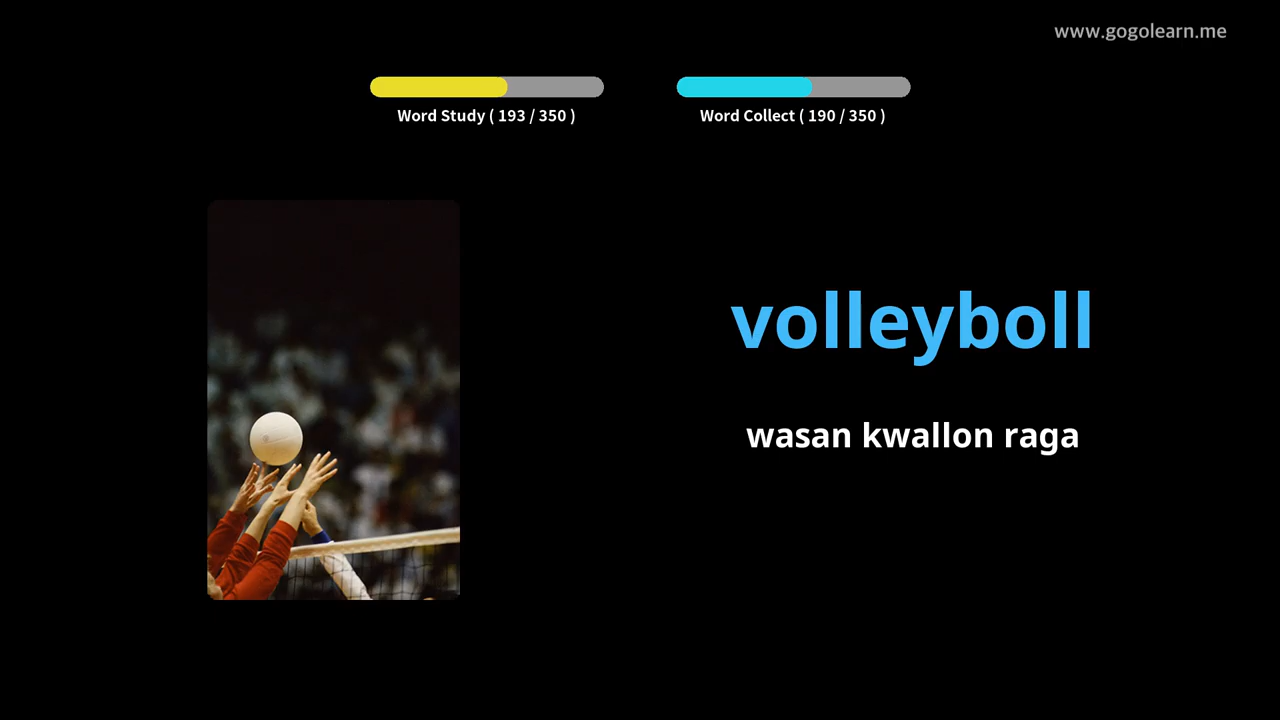 www.gogolearn.me
Word Study ( 193 / 350 )
Word Collect ( 190 / 350 )
volleyboll
wasan kwallon raga